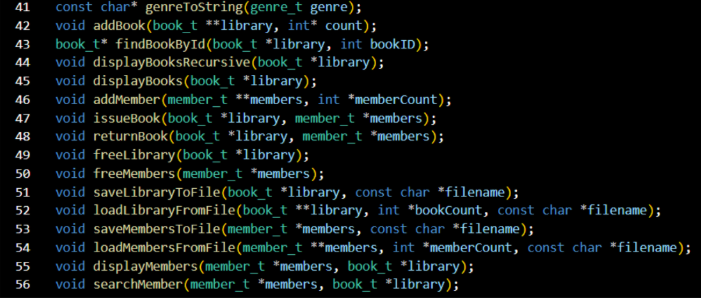 41 const char* genreToString(genre_t genre);
42 void addBook(book_t **library, int* count);
43 book_t* findBookById(book_t *library, int bookID);
44 void displayBooksRecursive(book_t *library);
45 void displayBooks(book_t *library);
46 void addMember(member_t **members, int *memberCount);
47 void issueBook(book_t *library, member_t *members);
48 void returnBook(book_t *library, member_t *members);
49 void freeLibrary(book_t *library);
50 void freeMembers(member_t *members);
51 void saveLibraryToFile(book_t *library, const char *filename);
52 void loadLibraryFromFile(book_t **library, int *bookCount, const char *filename);
53 void saveMembersToFile(member_t *members, const char *filename);
54 void loadMembersFromFile(member_t **members, int *memberCount, const char *filename);
55 void displayMembers(member_t *members, book_t *library);
56 void searchMember(member_t *members, book_t *library);